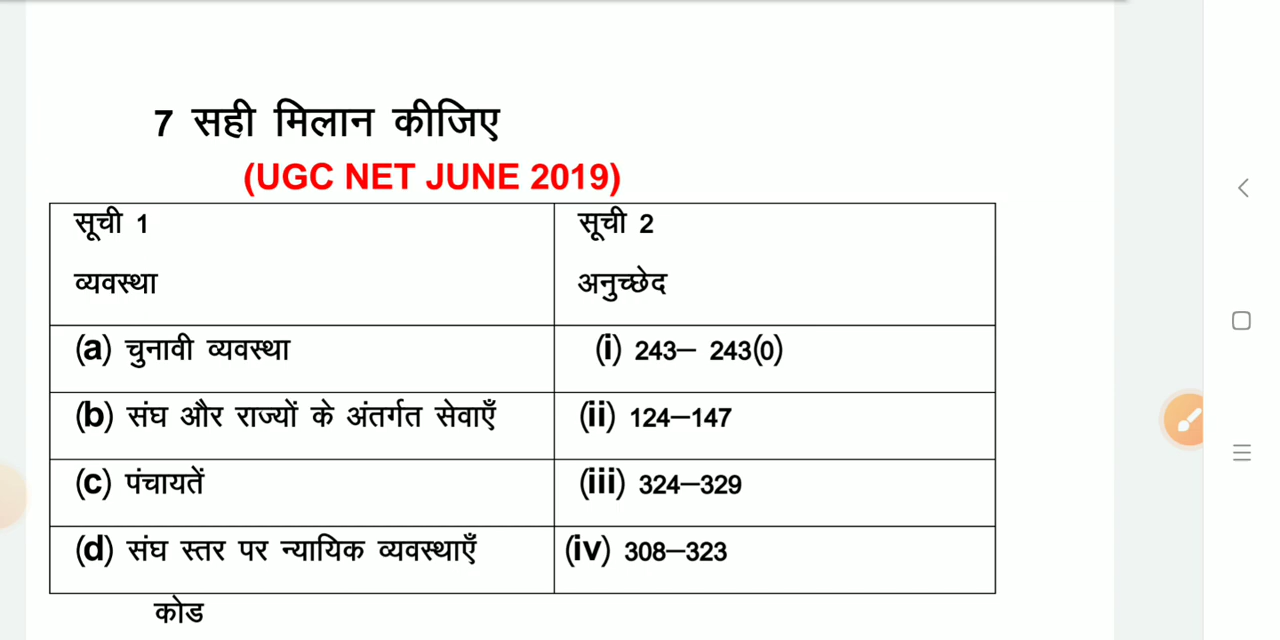 7 सही मिलान कीजिए
(UGC NET JUNE 2019)
सूची 1 सूची 2
व्यवस्था अनुच्छेद
(a) चुनावी व्यवस्था (i) 243– 243(0)
(b) संघ और राज्यों के अंतर्गत सेवाएँ (ii) 124–147
(c) पंचायतें (iii) 324–329
(d) संघ स्तर पर न्यायिक व्यवस्थाएँ (iv) 308–323
कोड